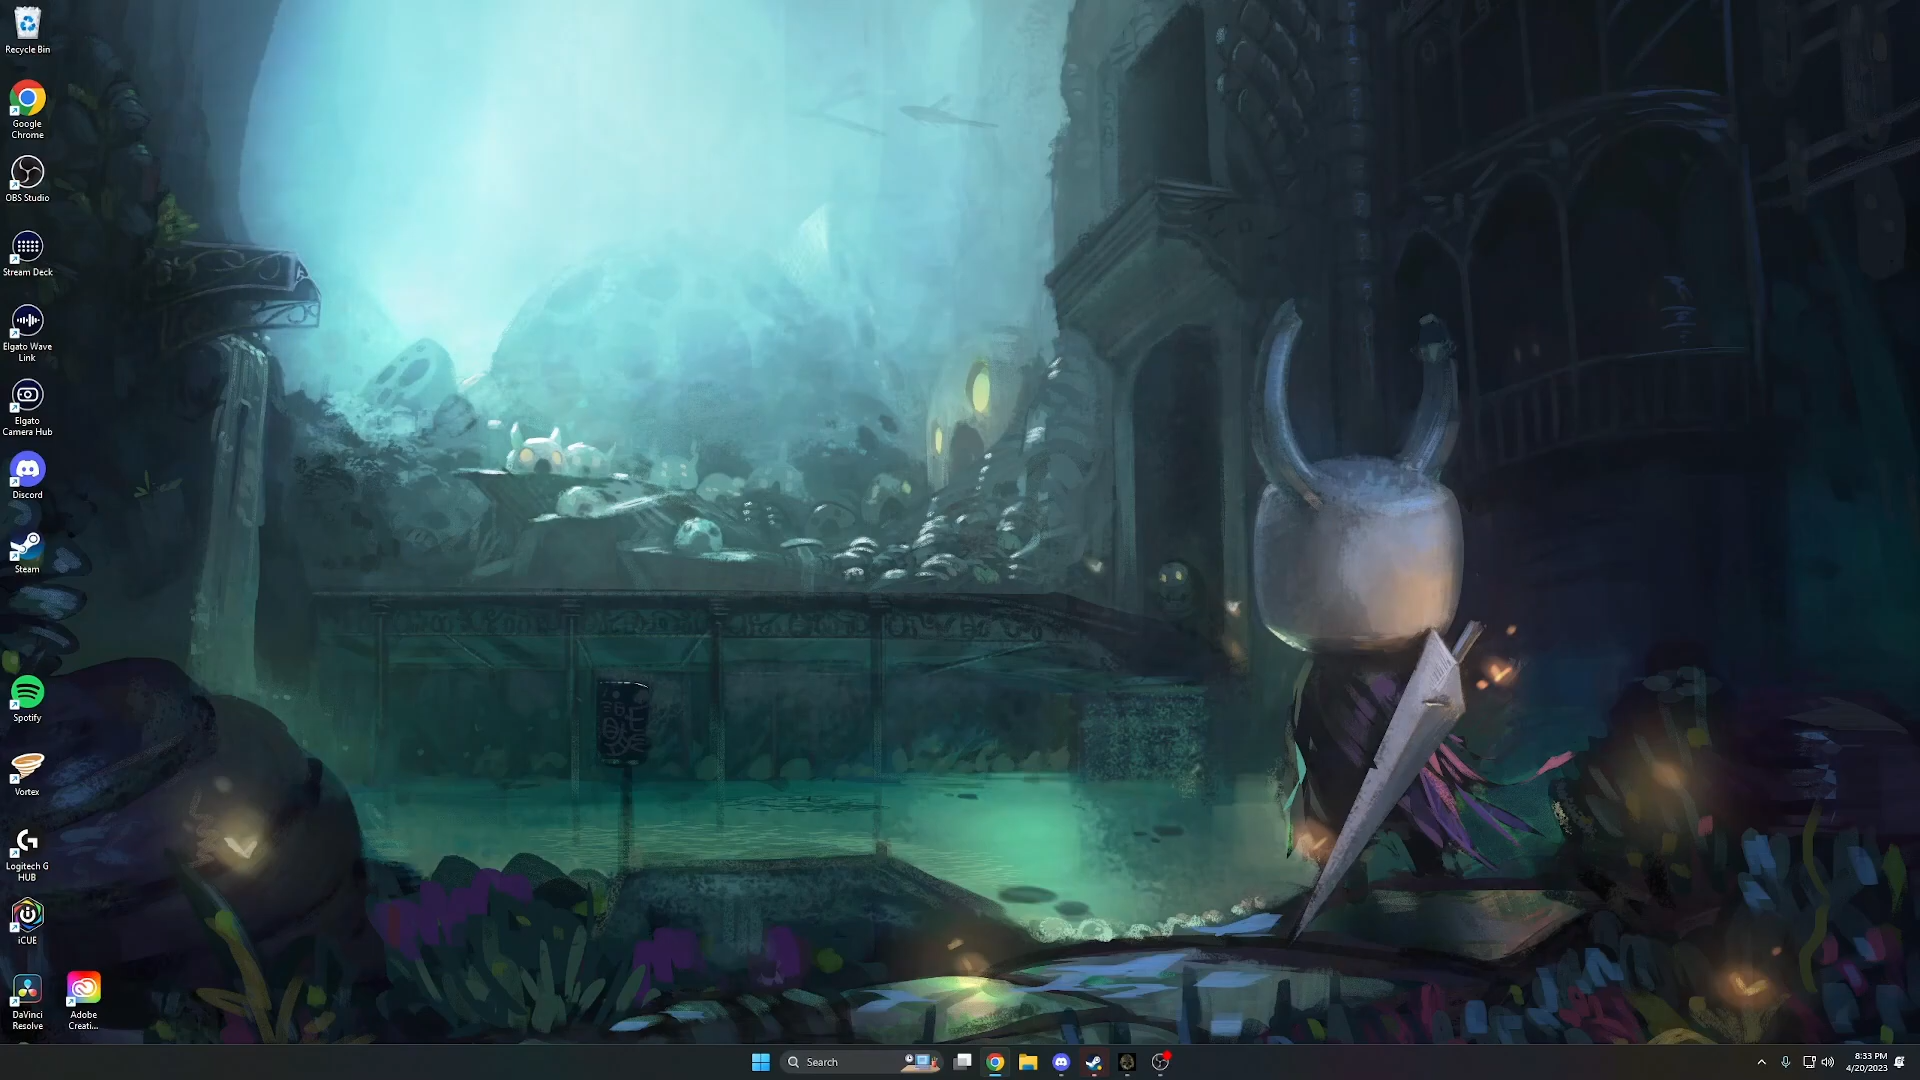 Recycle Bin
Google
Chrome
OBS Studio
Stream Deck
Elgato Wave
Link
Elgato
Camera Hub
Discord
Steam
Spotify
Vortex
Logitech G
HUB
iCUE
DaVinci
Resolve
Adobe
Creati...
Search
8:33 PM
4/20/2023